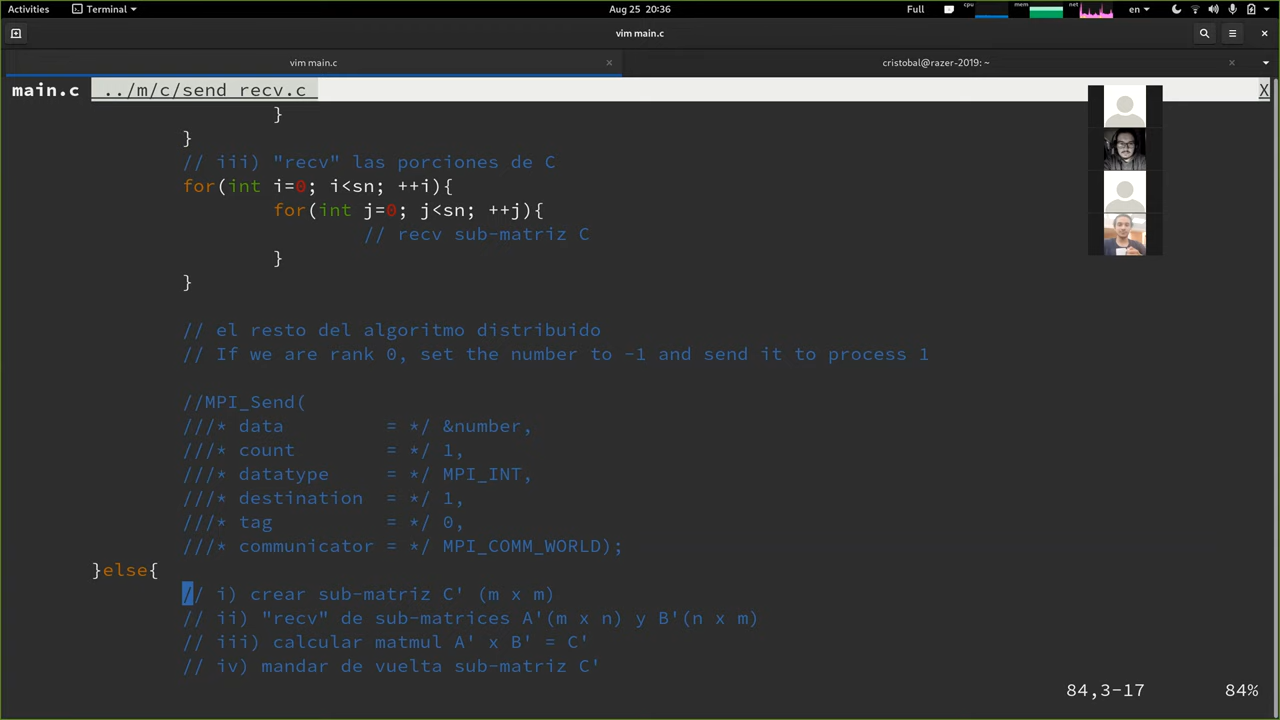 Activities Terminal Aug 25 20:36 Full cpu mem net en
vim main.c
vim main.c × cristobal@razer-2019: ~ ×
main.c ../m/c/send_recv.c X
}
}
// iii) "recv" las porciones de C
for(int i=0; i<sn; ++i){
for(int j=0; j<sn; ++j){
// recv sub-matriz C
}
}
// el resto del algoritmo distribuido
// If we are rank 0, set the number to -1 and send it to process 1
//MPI_Send(
///* data = */ &number,
///* count = */ 1,
///* datatype = */ MPI_INT,
///* destination = */ 1,
///* tag = */ 0,
///* communicator = */ MPI_COMM_WORLD);
}else{
// i) crear sub-matriz C' (m x m)
// ii) "recv" de sub-matrices A'(m x n) y B'(n x m)
// iii) calcular matmul A' x B' = C'
// iv) mandar de vuelta sub-matriz C'
84,3-17 84%